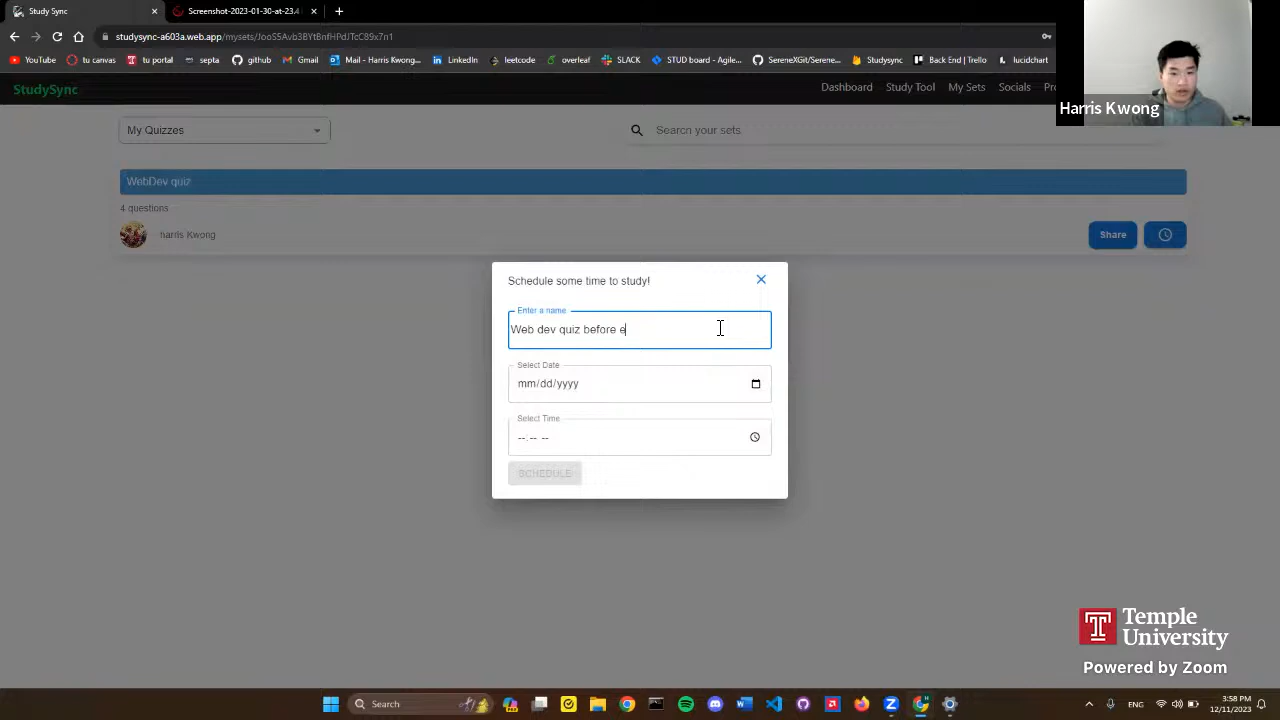 Study Sync
Screenshot-2023-01-30-at-23.4
studysync-a603a.web.app/mysets/
YouTube
tu canvas
tu portal
septa
github
Gmail
Mail - Harris Kwong...
LinkedIn
leetcode
overleaf
SLACK
STUD board - Agile...
SereneXGit/Serene...
Studysync
Back End | Trello
lucidchart
StudySync
Dashboard
Study Tool
My Sets
Socials
Harris Kwong
My Quizzes
Search your sets
WebDev quiz
4 questions
harris Kwong
Share
Schedule some time to study!
Enter a name
Web dev quiz before e
Select Date
mm/dd/yyyy
Select Time
--:-- --
SCHEDULE
Temple
University
Powered by Zoom
Search
3:58 PM
12/11/2023